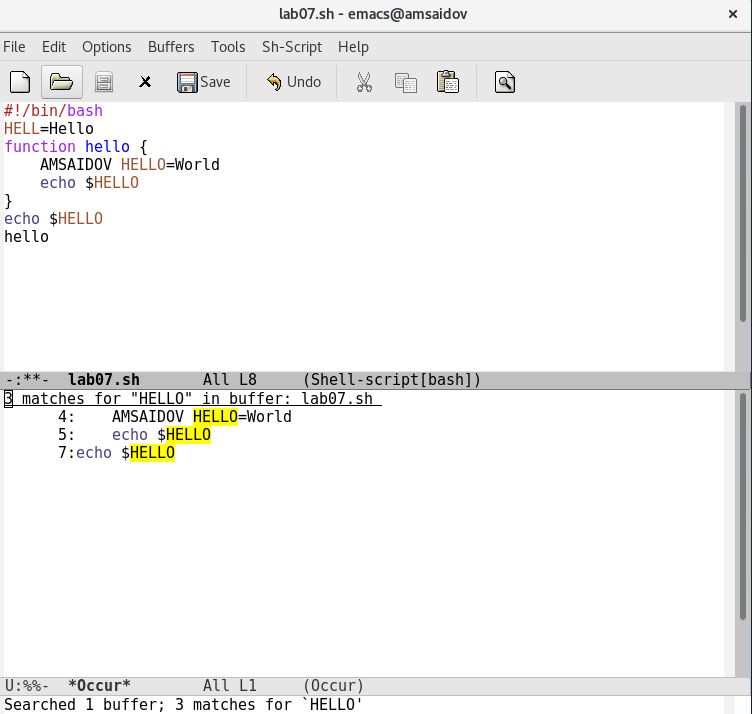 lab07.sh - emacs@amsaidov ×
File Edit Options Buffers Tools Sh-Script Help
Save Undo
#!/bin/bash
HELL=Hello
function hello {
    AMSAIDOV HELLO=World
    echo $HELLO
}
echo $HELLO
hello
-:**-  lab07.sh       All L8     (Shell-script[bash])
3 matches for "HELLO" in buffer: lab07.sh
      4:    AMSAIDOV HELLO=World
      5:    echo $HELLO
      7:echo $HELLO
U:%%-  *Occur*        All L1     (Occur)
Searched 1 buffer; 3 matches for `HELLO'